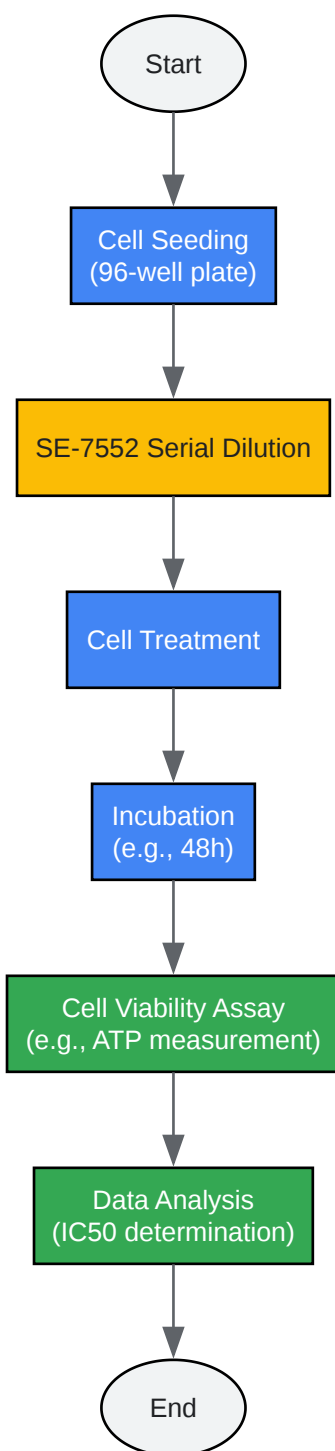 Start
Cell Seeding
(96-well plate)
SE-7552 Serial Dilution
Cell Treatment
Incubation
(e.g., 48h)
Cell Viability Assay
(e.g., ATP measurement)
Data Analysis
(IC50 determination)
End